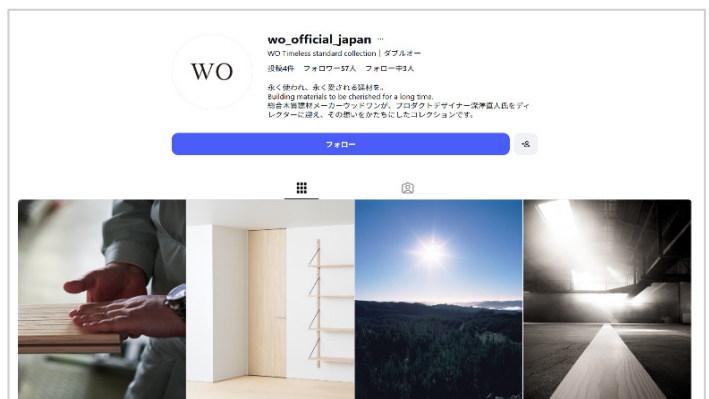 WO
wo_official_japan ...
WO Timeless standard collection | ダブルオー
投稿4件 フォロワー57人 フォロー中3人
永く使われ、永く愛される建材を。
Building materials to be cherished for a long time.
総合木質建材メーカーウッドワンが、プロダクトデザイナー深澤直人氏をディ
レクターに迎え、その想いをかたちにしたコレクションです。
フォロー